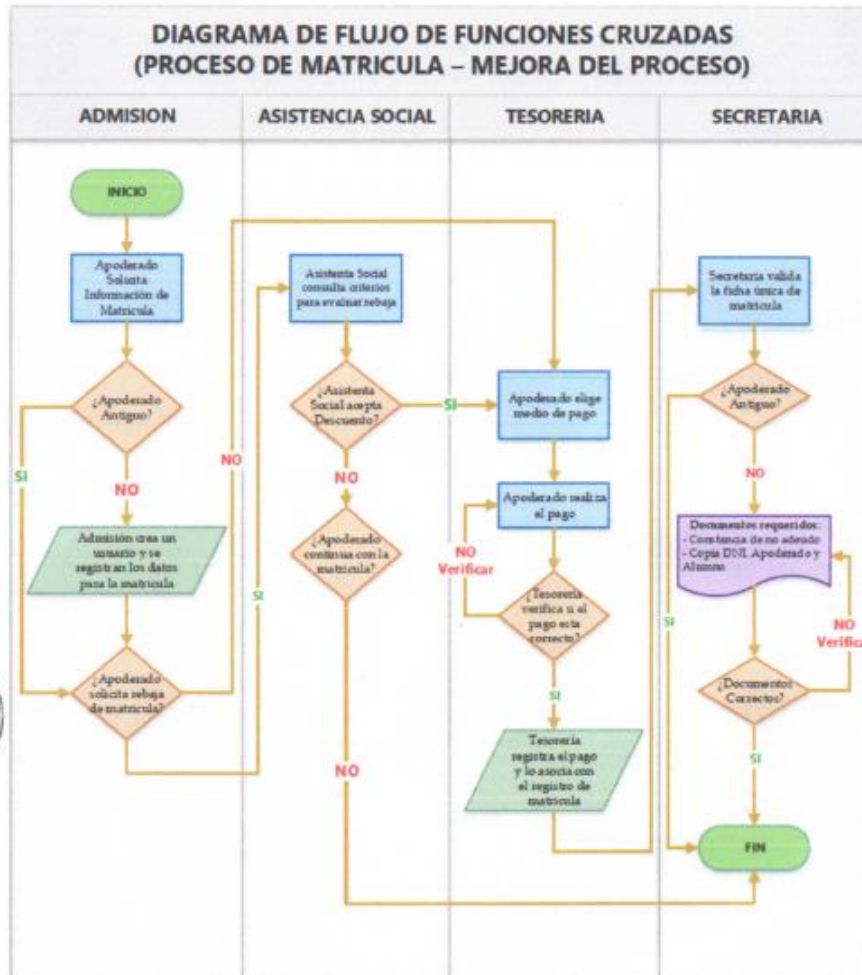 DIAGRAMA DE FLUJO DE FUNCIONES CRUZADAS
(PROCESO DE MATRICULA – MEJORA DEL PROCESO)
ADMISION
ASISTENCIA SOCIAL
TESORERIA
SECRETARIA
INICIO
Apoderado
Solicita
Información de
Matricula
¿Apoderado
Antiguo?
SI
NO
Admisión crea un
usuario y se
registran los datos
para la matricula
¿Apoderado
solicita rebaja
de matricula?
NO
SI
Asistenta Social
consulta criterios
para evaluar rebaja
¿Asistenta
Social acepta
Descuento?
SI
NO
¿Apoderado
continua con la
matricula?
NO
Apoderado elige
medio de pago
Apoderado realiza
el pago
NO
Verificar
¿Tesorería
verifica si el
pago esta
correcto?
SI
Tesorería
registra el pago
y lo asocia con
el registro de
matricula
Secretaria valida
la ficha única de
matricula
¿Apoderado
Antiguo?
SI
NO
Documentos requeridos:
- Constancia de no adeudo
- Copia DNI Apoderado y
Alumno
NO
Verifica
¿Documentos
Correctos?
SI
FIN